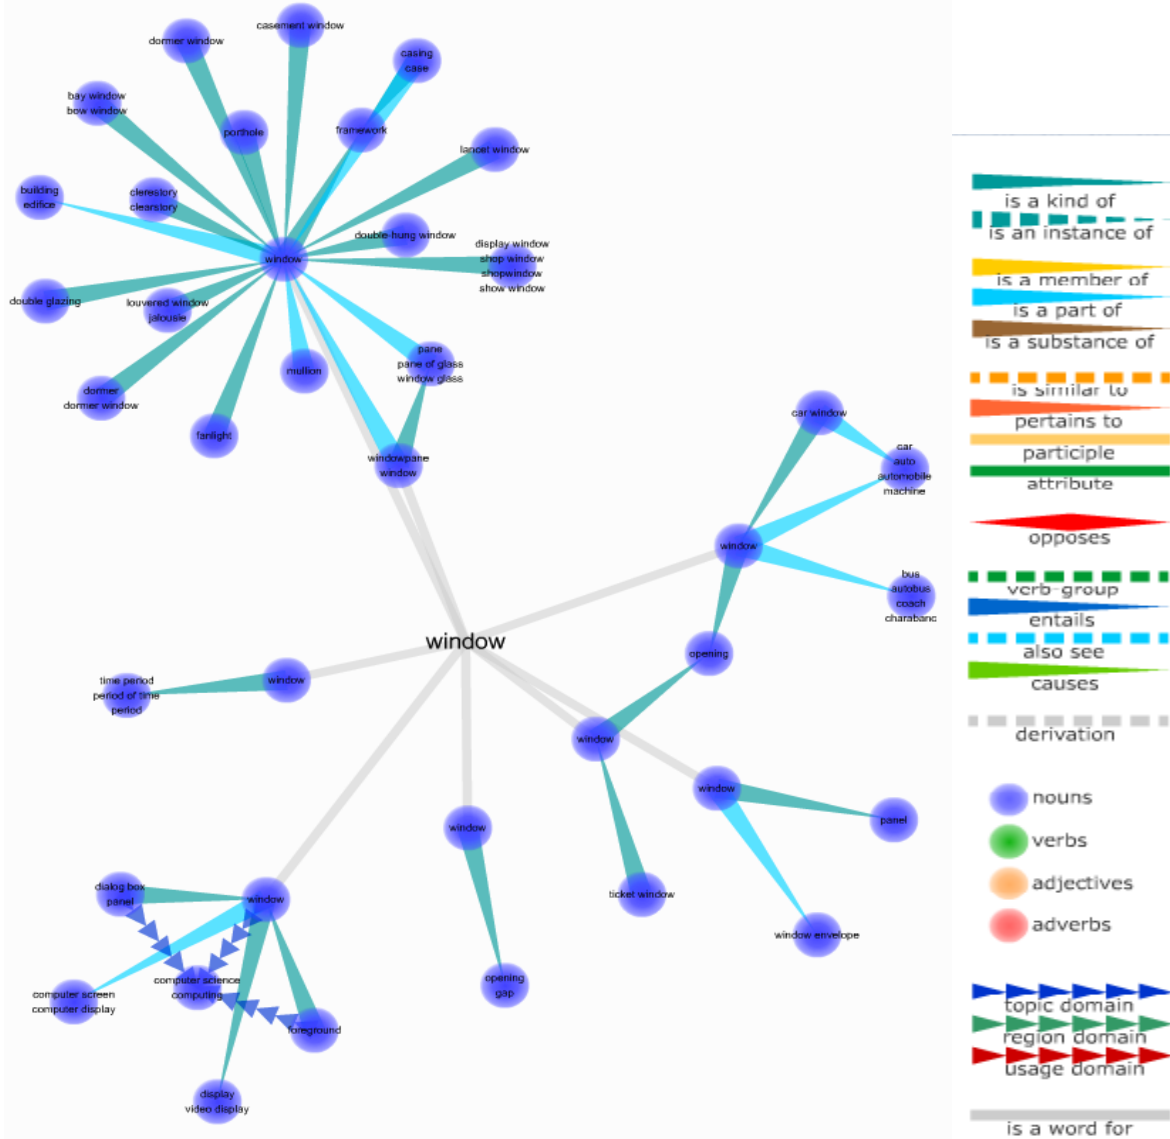 casement window
dormer window
casing
case
bay window
bow window
porthole
framework
lancet window
building
edifice
clerestory
clearstory
double-hung window
display window
shop window
shopwindow
show window
window
double glazing
louvered window
jalousie
pane
pane of glass
window glass
mullion
dormer
dormer window
fanlight
windowpane
window
car window
car
auto
automobile
machine
window
bus
autobus
coach
charabanc
window
opening
time period
period of time
period
window
window
window
panel
window
dialog box
panel
window
ticket window
window envelope
computer science
computing
opening
gap
computer screen
computer display
foreground
display
video display
is a kind of
is an instance of
is a member of
is a part of
is a substance of
is similar to
pertains to
participle
attribute
opposes
verb-group
entails
also see
causes
derivation
nouns
verbs
adjectives
adverbs
topic domain
region domain
usage domain
is a word for